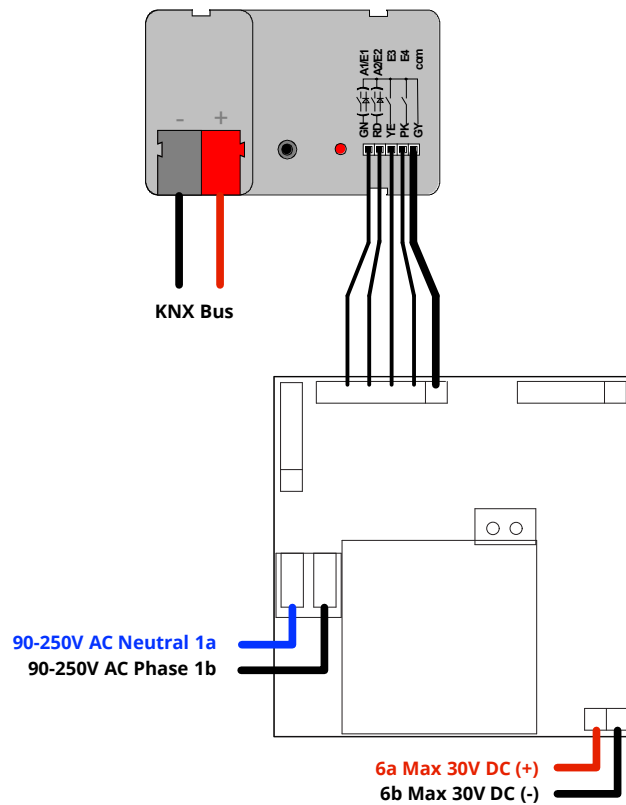 A1/E1
A2/E2
E3
E4
com
GN
RD
YE
PK
GY
- +
KNX Bus
90-250V AC Neutral 1a
90-250V AC Phase 1b
6a Max 30V DC (+)
6b Max 30V DC (-)